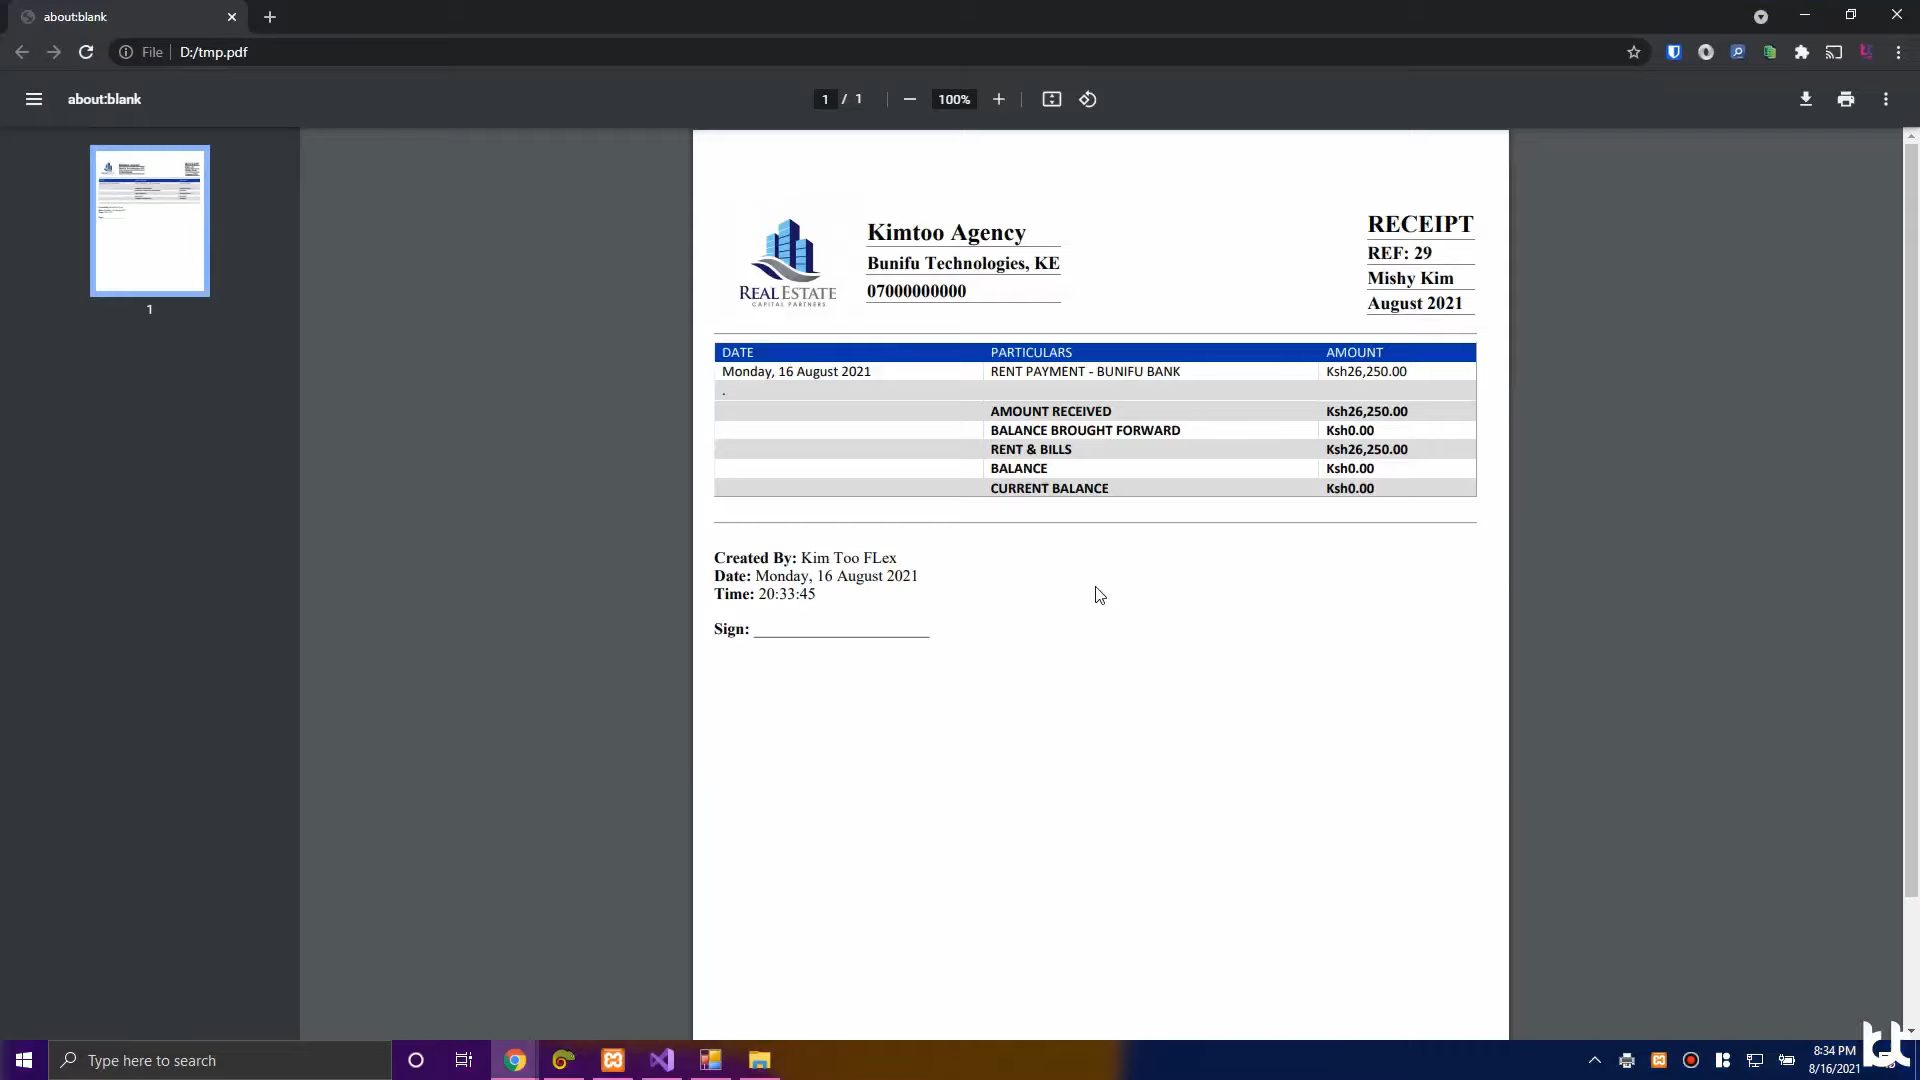 about:blank
File D:/tmp.pdf
about:blank
1 / 1
100%
1
REAL ESTATE
CAPITAL PARTNERS
Kimtoo Agency
Bunifu Technologies, KE
07000000000
RECEIPT
REF: 29
Mishy Kim
August 2021
DATE PARTICULARS AMOUNT
Monday, 16 August 2021 RENT PAYMENT - BUNIFU BANK Ksh26,250.00
.
AMOUNT RECEIVED Ksh26,250.00
BALANCE BROUGHT FORWARD Ksh0.00
RENT & BILLS Ksh26,250.00
BALANCE Ksh0.00
CURRENT BALANCE Ksh0.00
Created By: Kim Too FLex
Date: Monday, 16 August 2021
Time: 20:33:45
Sign: ______________________
Type here to search
8:34 PM
8/16/2021